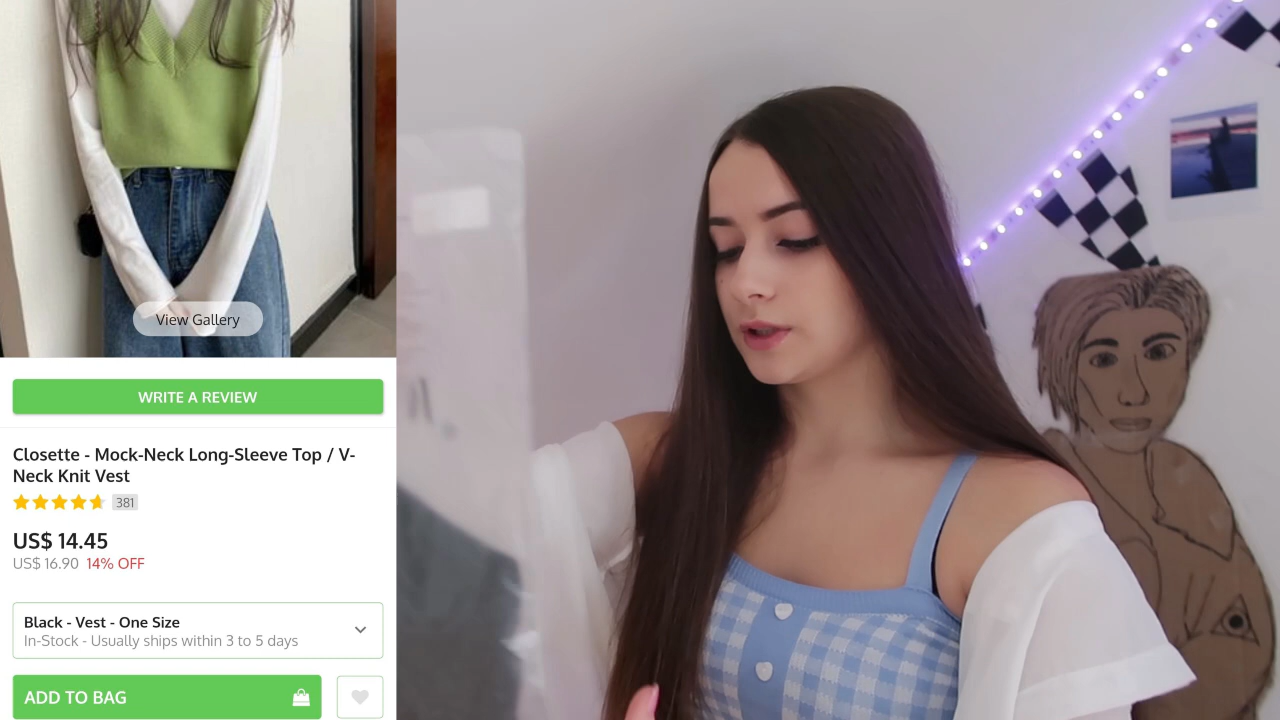 View Gallery
WRITE A REVIEW
Closette - Mock-Neck Long-Sleeve Top / V-
Neck Knit Vest
381
US$ 14.45
US$ 16.90 14% OFF
Black - Vest - One Size
In-Stock - Usually ships within 3 to 5 days
ADD TO BAG